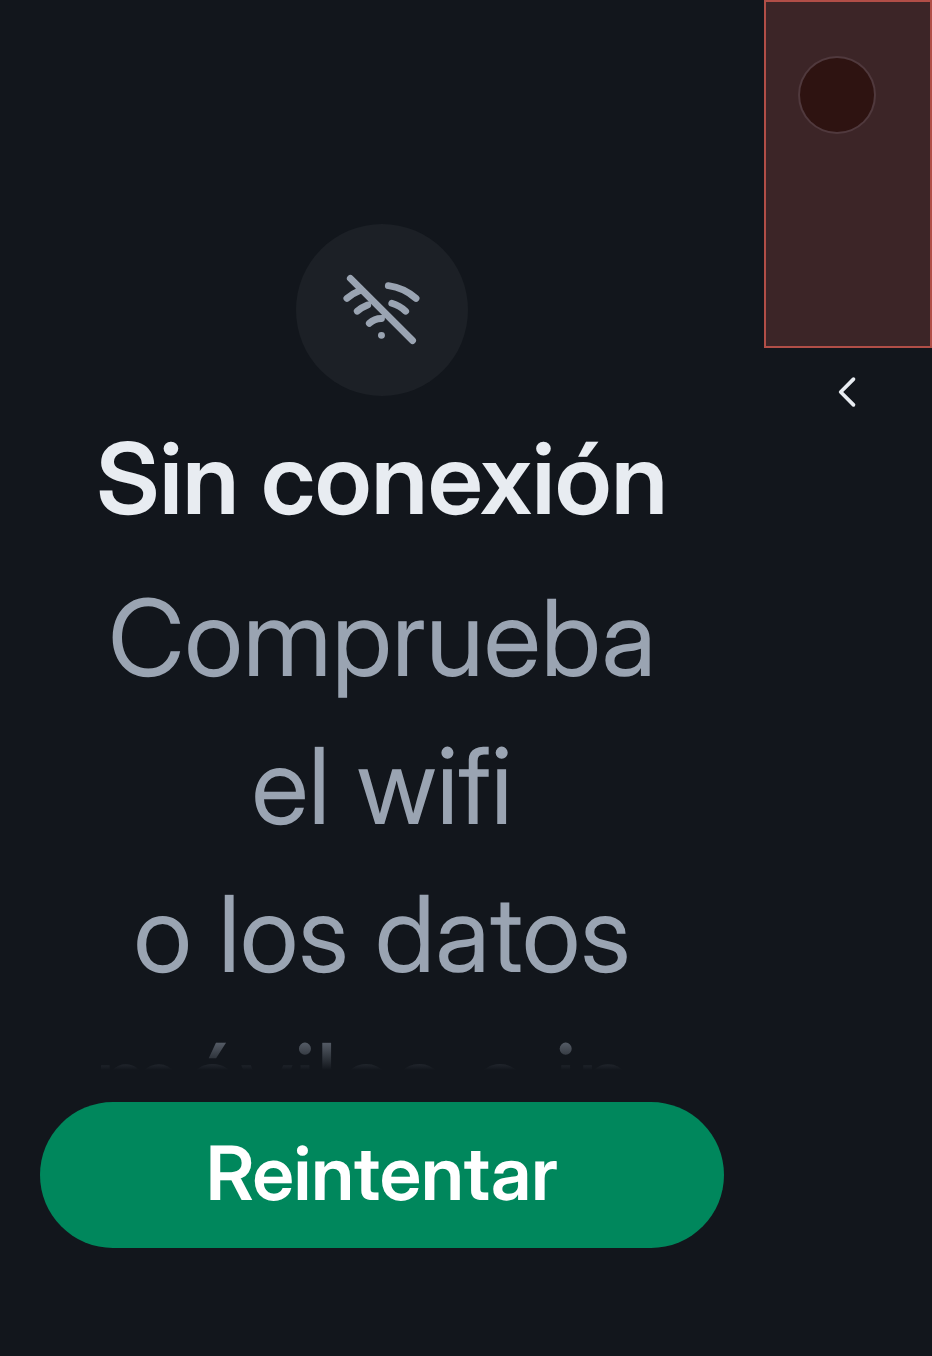 Sin conexión
Comprueba
el wifi
o los datos
Reintentar